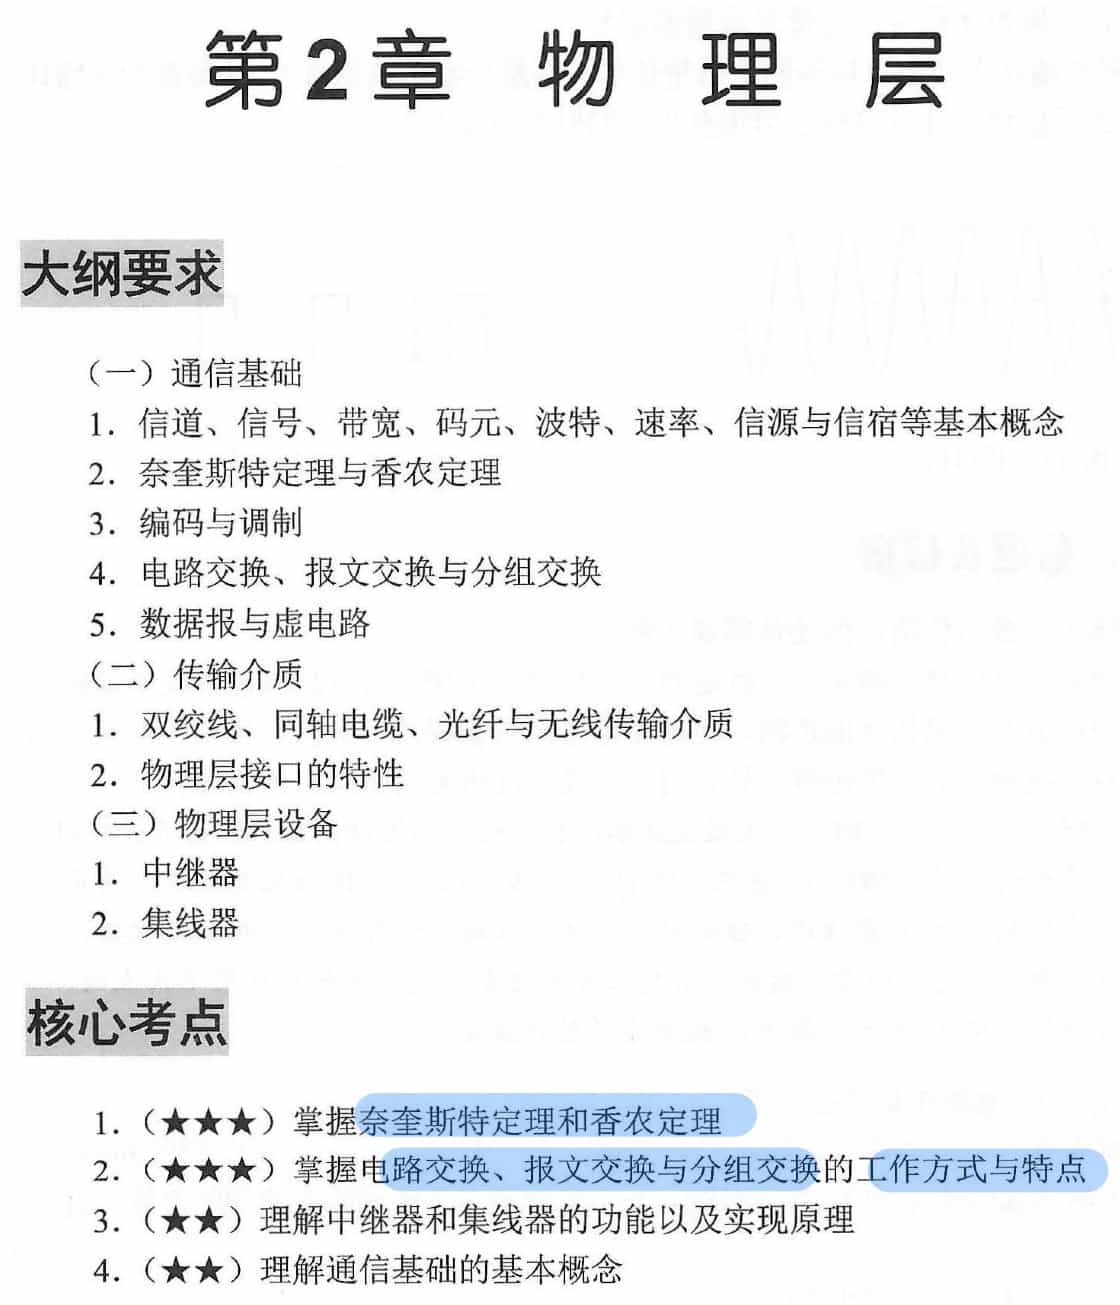 第2章 物 理 层
大纲要求
（一）通信基础
1．信道、信号、带宽、码元、波特、速率、信源与信宿等基本概念
2．奈奎斯特定理与香农定理
3．编码与调制
4．电路交换、报文交换与分组交换
5．数据报与虚电路
（二）传输介质
1．双绞线、同轴电缆、光纤与无线传输介质
2．物理层接口的特性
（三）物理层设备
1．中继器
2．集线器
核心考点
1．（★★★）掌握奈奎斯特定理和香农定理
2．（★★★）掌握电路交换、报文交换与分组交换的工作方式与特点
3．（★★）理解中继器和集线器的功能以及实现原理
4．（★★）理解通信基础的基本概念